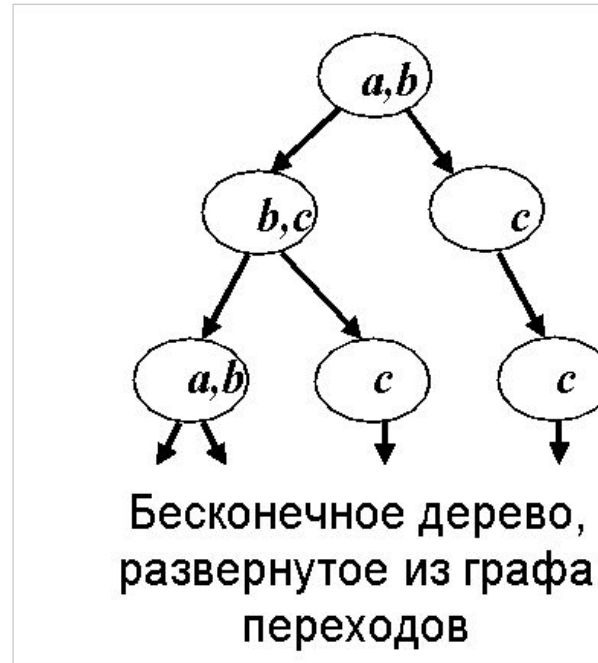 a,b
b,c c
a,b c c
Бесконечное дерево,
развернутое из графа
переходов